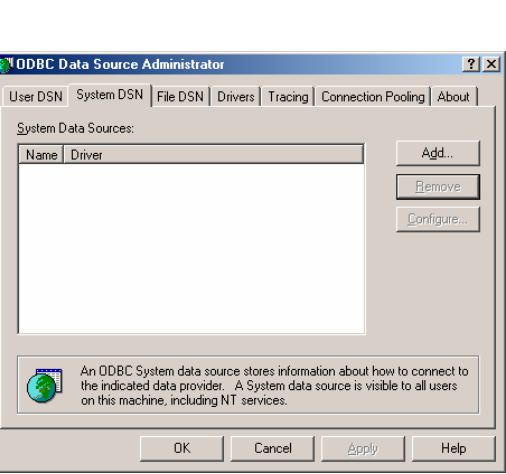 ODBC Data Source Administrator
User DSN System DSN File DSN Drivers Tracing Connection Pooling About
System Data Sources:
Name Driver
Add...
Remove
Configure...
An ODBC System data source stores information about how to connect to
the indicated data provider. A System data source is visible to all users
on this machine, including NT services.
OK Cancel Apply Help